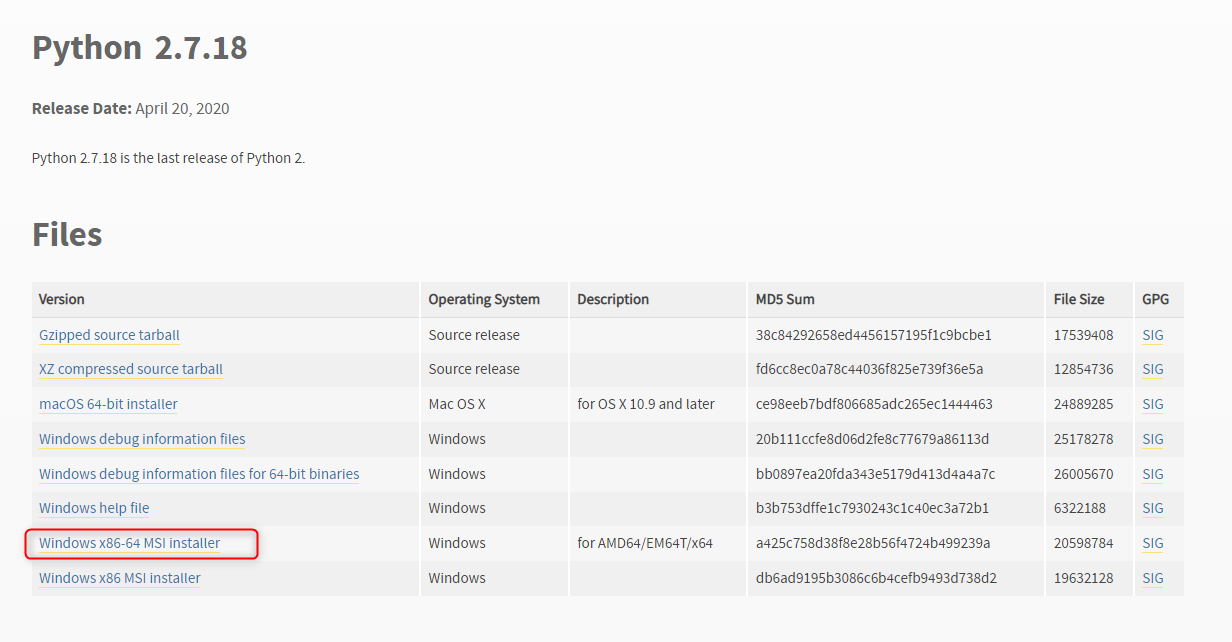 Python 2.7.18
Release Date: April 20, 2020
Python 2.7.18 is the last release of Python 2.
Files
Version Operating System Description MD5 Sum File Size GPG
Gzipped source tarball Source release 38c84292658ed4456157195f1c9bcbe1 17539408 SIG
XZ compressed source tarball Source release fd6cc8ec0a78c44036f825e739f36e5a 12854736 SIG
macOS 64-bit installer Mac OS X for OS X 10.9 and later ce98eeb7bdf806685adc265ec1444463 24889285 SIG
Windows debug information files Windows 20b111ccfe8d06d2fe8c77679a86113d 25178278 SIG
Windows debug information files for 64-bit binaries Windows bb0897ea20fda343e5179d413d4a4a7c 26005670 SIG
Windows help file Windows b3b753dffe1c7930243c1c40ec3a72b1 6322188 SIG
Windows x86-64 MSI installer Windows for AMD64/EM64T/x64 a425c758d38f8e28b56f4724b499239a 20598784 SIG
Windows x86 MSI installer Windows db6ad9195b3086c6b4cefb9493d738d2 19632128 SIG